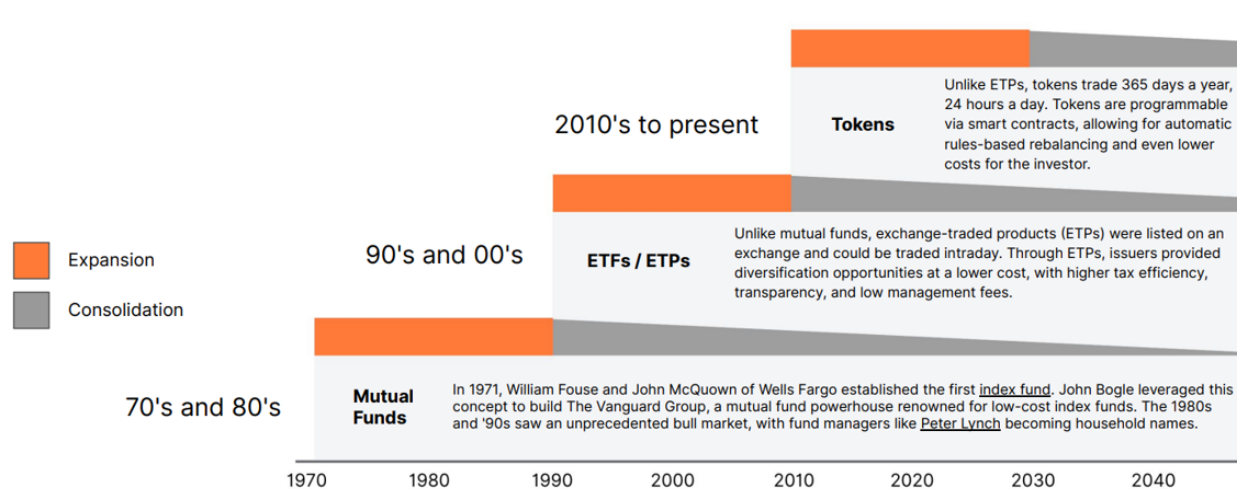 Unlike ETPs, tokens trade 365 days a year,
24 hours a day. Tokens are programmable
via smart contracts, allowing for automatic
rules-based rebalancing and even lower
costs for the investor.
2010's to present
Tokens
Unlike mutual funds, exchange-traded products (ETPs) were listed on an
exchange and could be traded intraday. Through ETPs, issuers provided
diversification opportunities at a lower cost, with higher tax efficiency,
transparency, and low management fees.
90's and 00's
ETFs / ETPs
Expansion
Consolidation
70's and 80's
Mutual
Funds
In 1971, William Fouse and John McQuown of Wells Fargo established the first index fund. John Bogle leveraged this
concept to build The Vanguard Group, a mutual fund powerhouse renowned for low-cost index funds. The 1980s
and '90s saw an unprecedented bull market, with fund managers like Peter Lynch becoming household names.
1970 1980 1990 2000 2010 2020 2030 2040